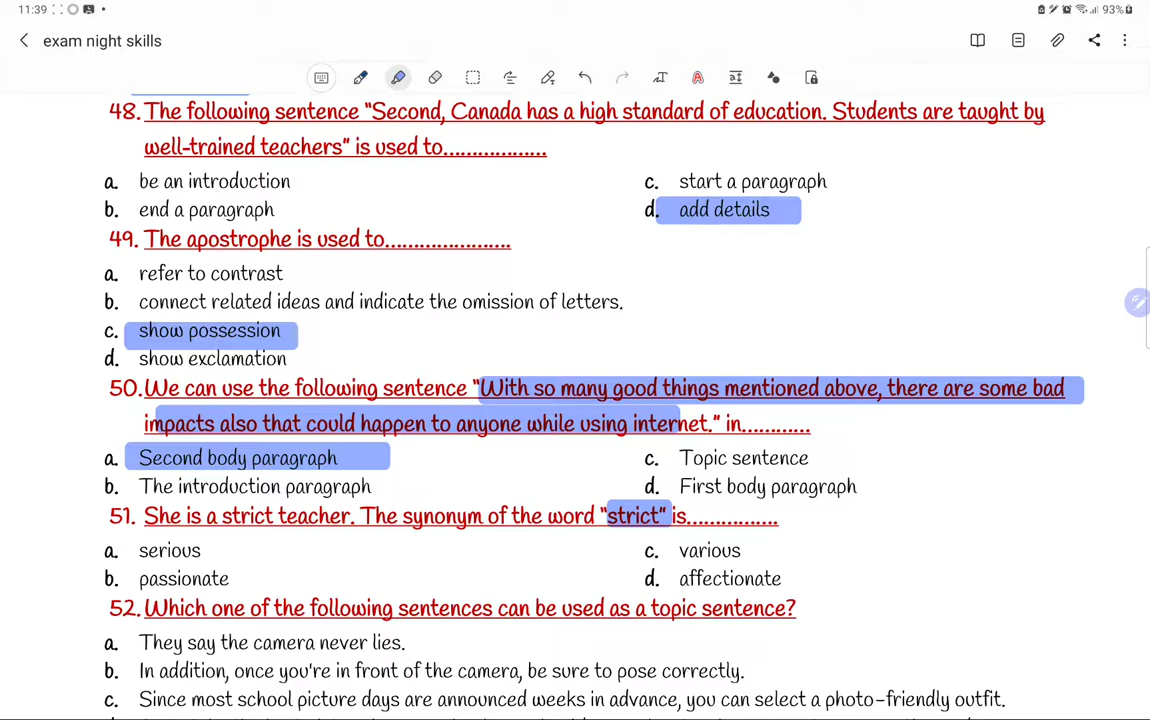 11:39
93%
exam night skills
48. The following sentence "Second, Canada has a high standard of education. Students are taught by
well-trained teachers" is used to..................
a. be an introduction
c. start a paragraph
b. end a paragraph
d. add details
49. The apostrophe is used to......................
a. refer to contrast
b. connect related ideas and indicate the omission of letters.
c. show possession
d. show exclamation
50. We can use the following sentence "With so many good things mentioned above, there are some bad
impacts also that could happen to anyone while using internet." in............
a. Second body paragraph
c. Topic sentence
b. The introduction paragraph
d. First body paragraph
51. She is a strict teacher. The synonym of the word "strict" is................
a. serious
c. various
b. passionate
d. affectionate
52. Which one of the following sentences can be used as a topic sentence?
a. They say the camera never lies.
b. In addition, once you're in front of the camera, be sure to pose correctly.
c. Since most school picture days are announced weeks in advance, you can select a photo-friendly outfit.